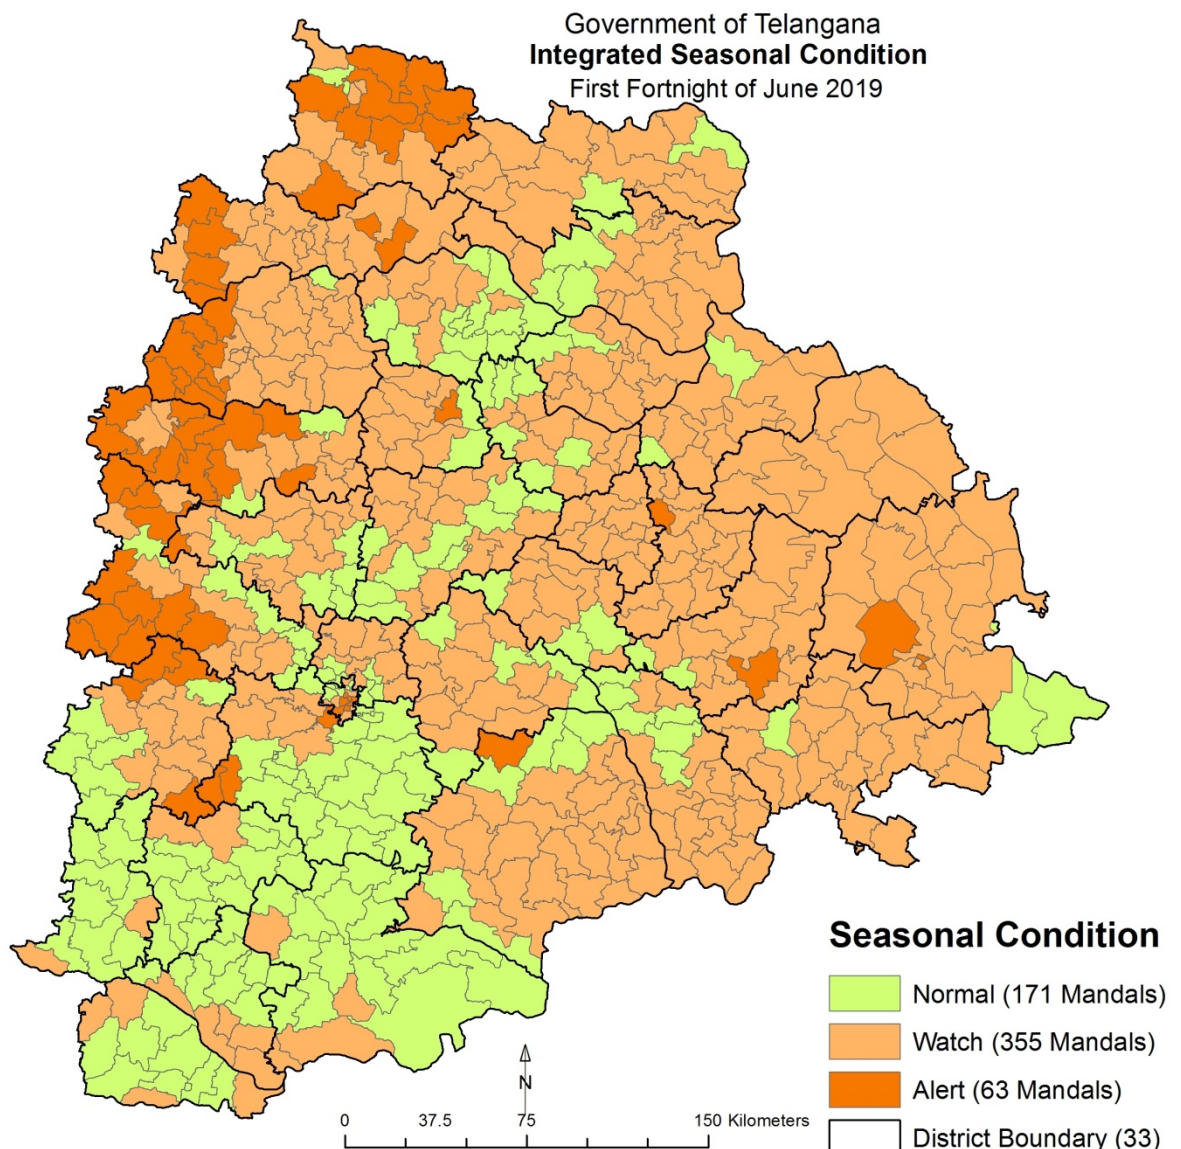 Government of Telangana
Integrated Seasonal Condition
First Fortnight of June 2019
Seasonal Condition
Normal (171 Mandals)
Watch (355 Mandals)
Alert (63 Mandals)
District Boundary (33)
N
0 37.5 75 150 Kilometers